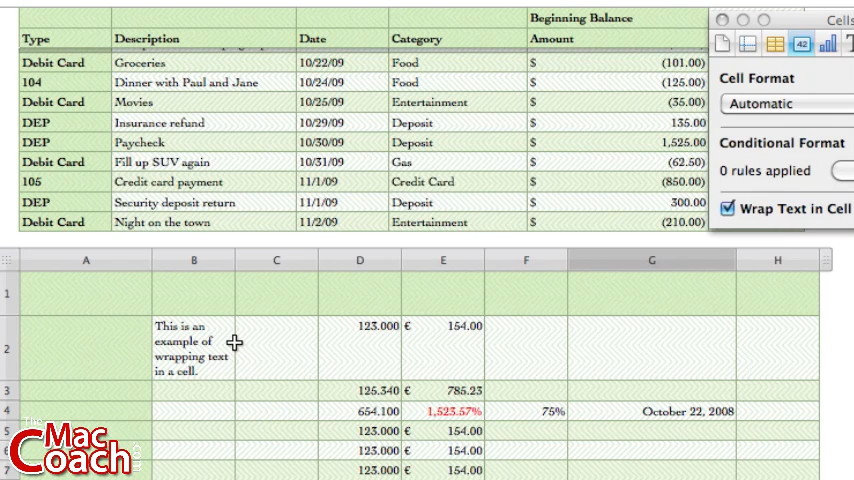 Beginning Balance
Type Description Date Category Amount
Debit Card Groceries 10/22/09 Food $ (101.00)
104 Dinner with Paul and Jane 10/24/09 Food $ (125.00)
Debit Card Movies 10/25/09 Entertainment $ (35.00)
DEP Insurance refund 10/29/09 Deposit $ 135.00
DEP Paycheck 10/30/09 Deposit $ 1,525.00
Debit Card Fill up SUV again 10/31/09 Gas $ (62.50)
105 Credit card payment 11/1/09 Credit Card $ (850.00)
DEP Security deposit return 11/1/09 Deposit $ 300.00
Debit Card Night on the town 11/2/09 Entertainment $ (210.00)
Cells
42 T
Cell Format
Automatic
Conditional Format
0 rules applied
Wrap Text in Cell
A B C D E F G H
1
2 This is an 123.000 € 154.00
example of
wrapping text
in a cell.
3 125.340 € 785.23
4 654.100 1,523.57% 75% October 22, 2008
5 123.000 € 154.00
6 123.000 € 154.00
7 123.000 € 154.00
The
Mac
Coach
.com